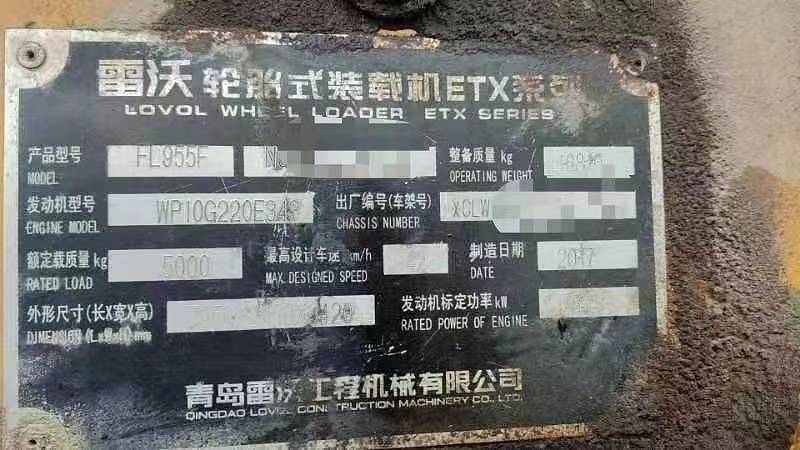 雷沃轮胎式装载机ETX系列
LOVOL WHEEL LOADER ETX SERIES
产品型号 FL955F 整备质量 kg
MODEL OPERATING WEIGHT
发动机型号 WP10G220E343 出厂编号(车架号)
ENGINE MODEL CHASSIS NUMBER
额定载质量 kg 5000 最高设计车速 km/h 制造日期 2017
RATED LOAD MAX. DESIGNED SPEED DATE
外形尺寸(长X宽X高) 发动机标定功率 kW
DIMENSION (LxWxH) mm RATED POWER OF ENGINE
青岛雷沃工程机械有限公司
QINGDAO LOVOL CONSTRUCTION MACHINERY CO., LTD.